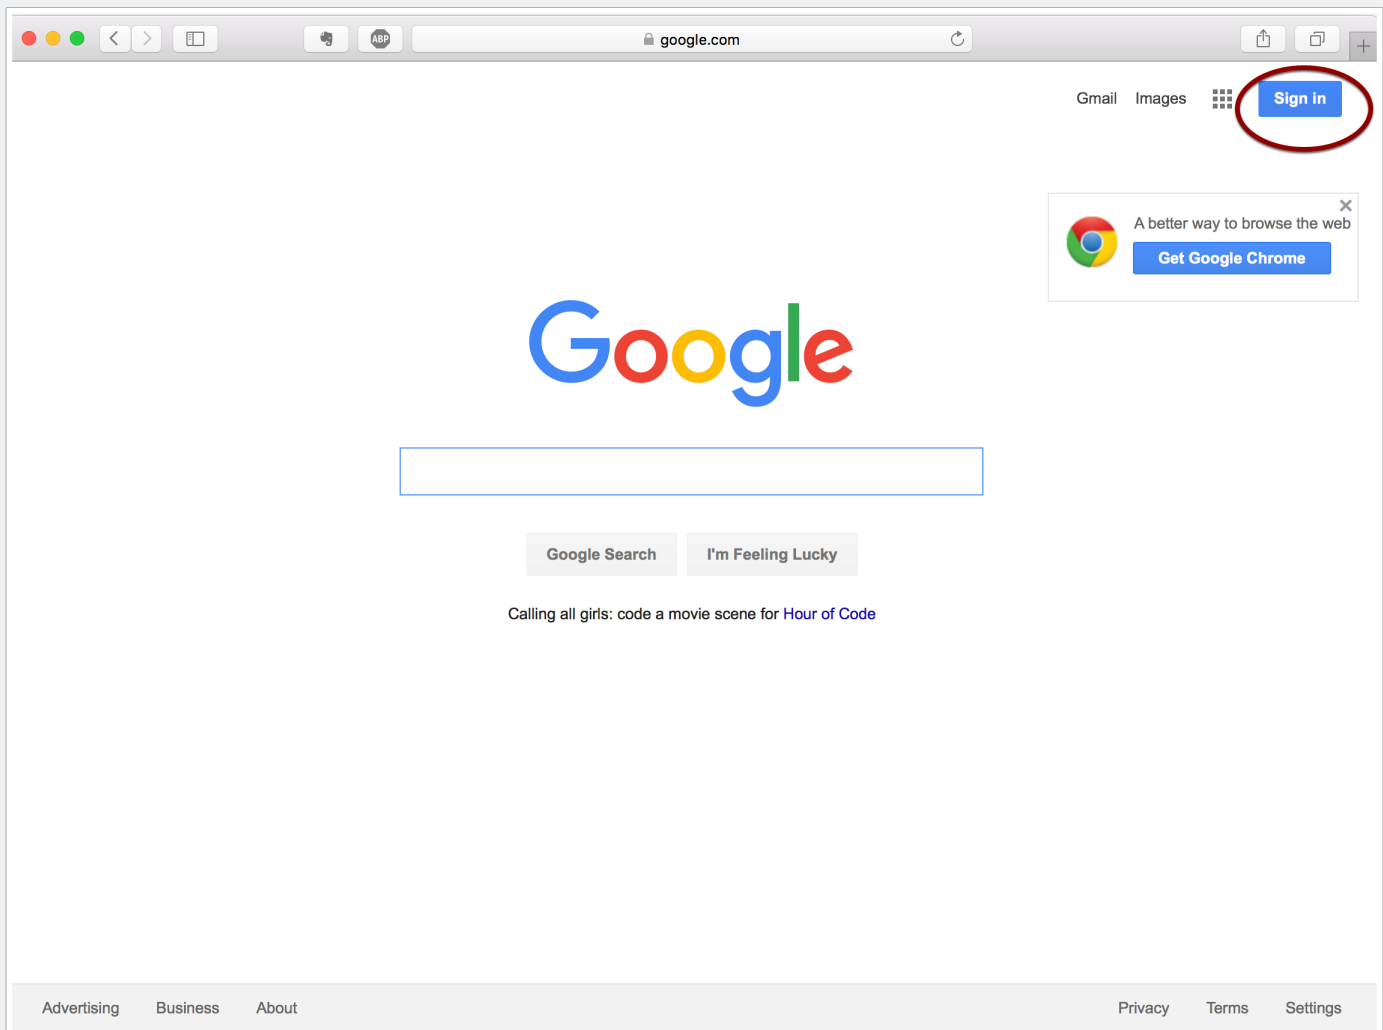 ABP
google.com
Gmail Images
Sign in
A better way to browse the web
Get Google Chrome
Google
Google Search
I'm Feeling Lucky
Calling all girls: code a movie scene for Hour of Code
Advertising Business About
Privacy Terms Settings